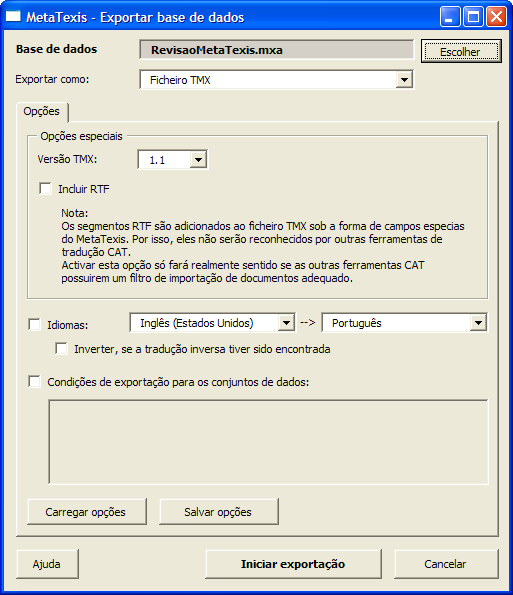 MetaTexis - Exportar base de dados
Base de dados RevisaoMetaTexis.mxa Escolher
Exportar como: Ficheiro TMX
Opções
Opções especiais
Versão TMX: 1.1
Incluir RTF
Nota:
Os segmentos RTF são adicionados ao ficheiro TMX sob a forma de campos especias
do MetaTexis. Por isso, eles não serão reconhecidos por outras ferramentas de
tradução CAT.
Activar esta opção só fará realmente sentido se as outras ferramentas CAT
possuirem um filtro de importação de documentos adequado.
Idiomas: Inglês (Estados Unidos) --> Português
Inverter, se a tradução inversa tiver sido encontrada
Condições de exportação para os conjuntos de dados:
Carregar opções Salvar opções
Ajuda Iniciar exportação Cancelar